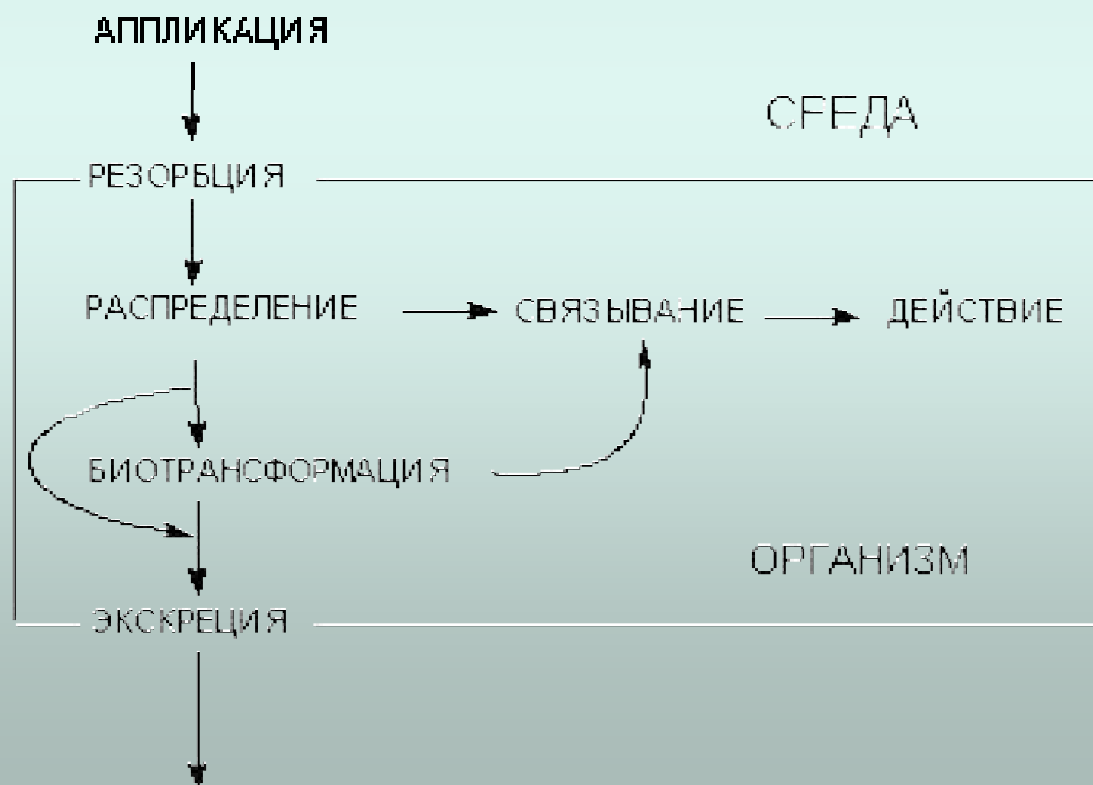 АППЛИКАЦИЯ
СРЕДА
РЕЗОРБЦИЯ
РАСПРЕДЕЛЕНИЕ СВЯЗЫВАНИЕ ДЕЙСТВИЕ
БИОТРАНСФОРМАЦИЯ
ОРГАНИЗМ
ЭКСКРЕЦИЯ